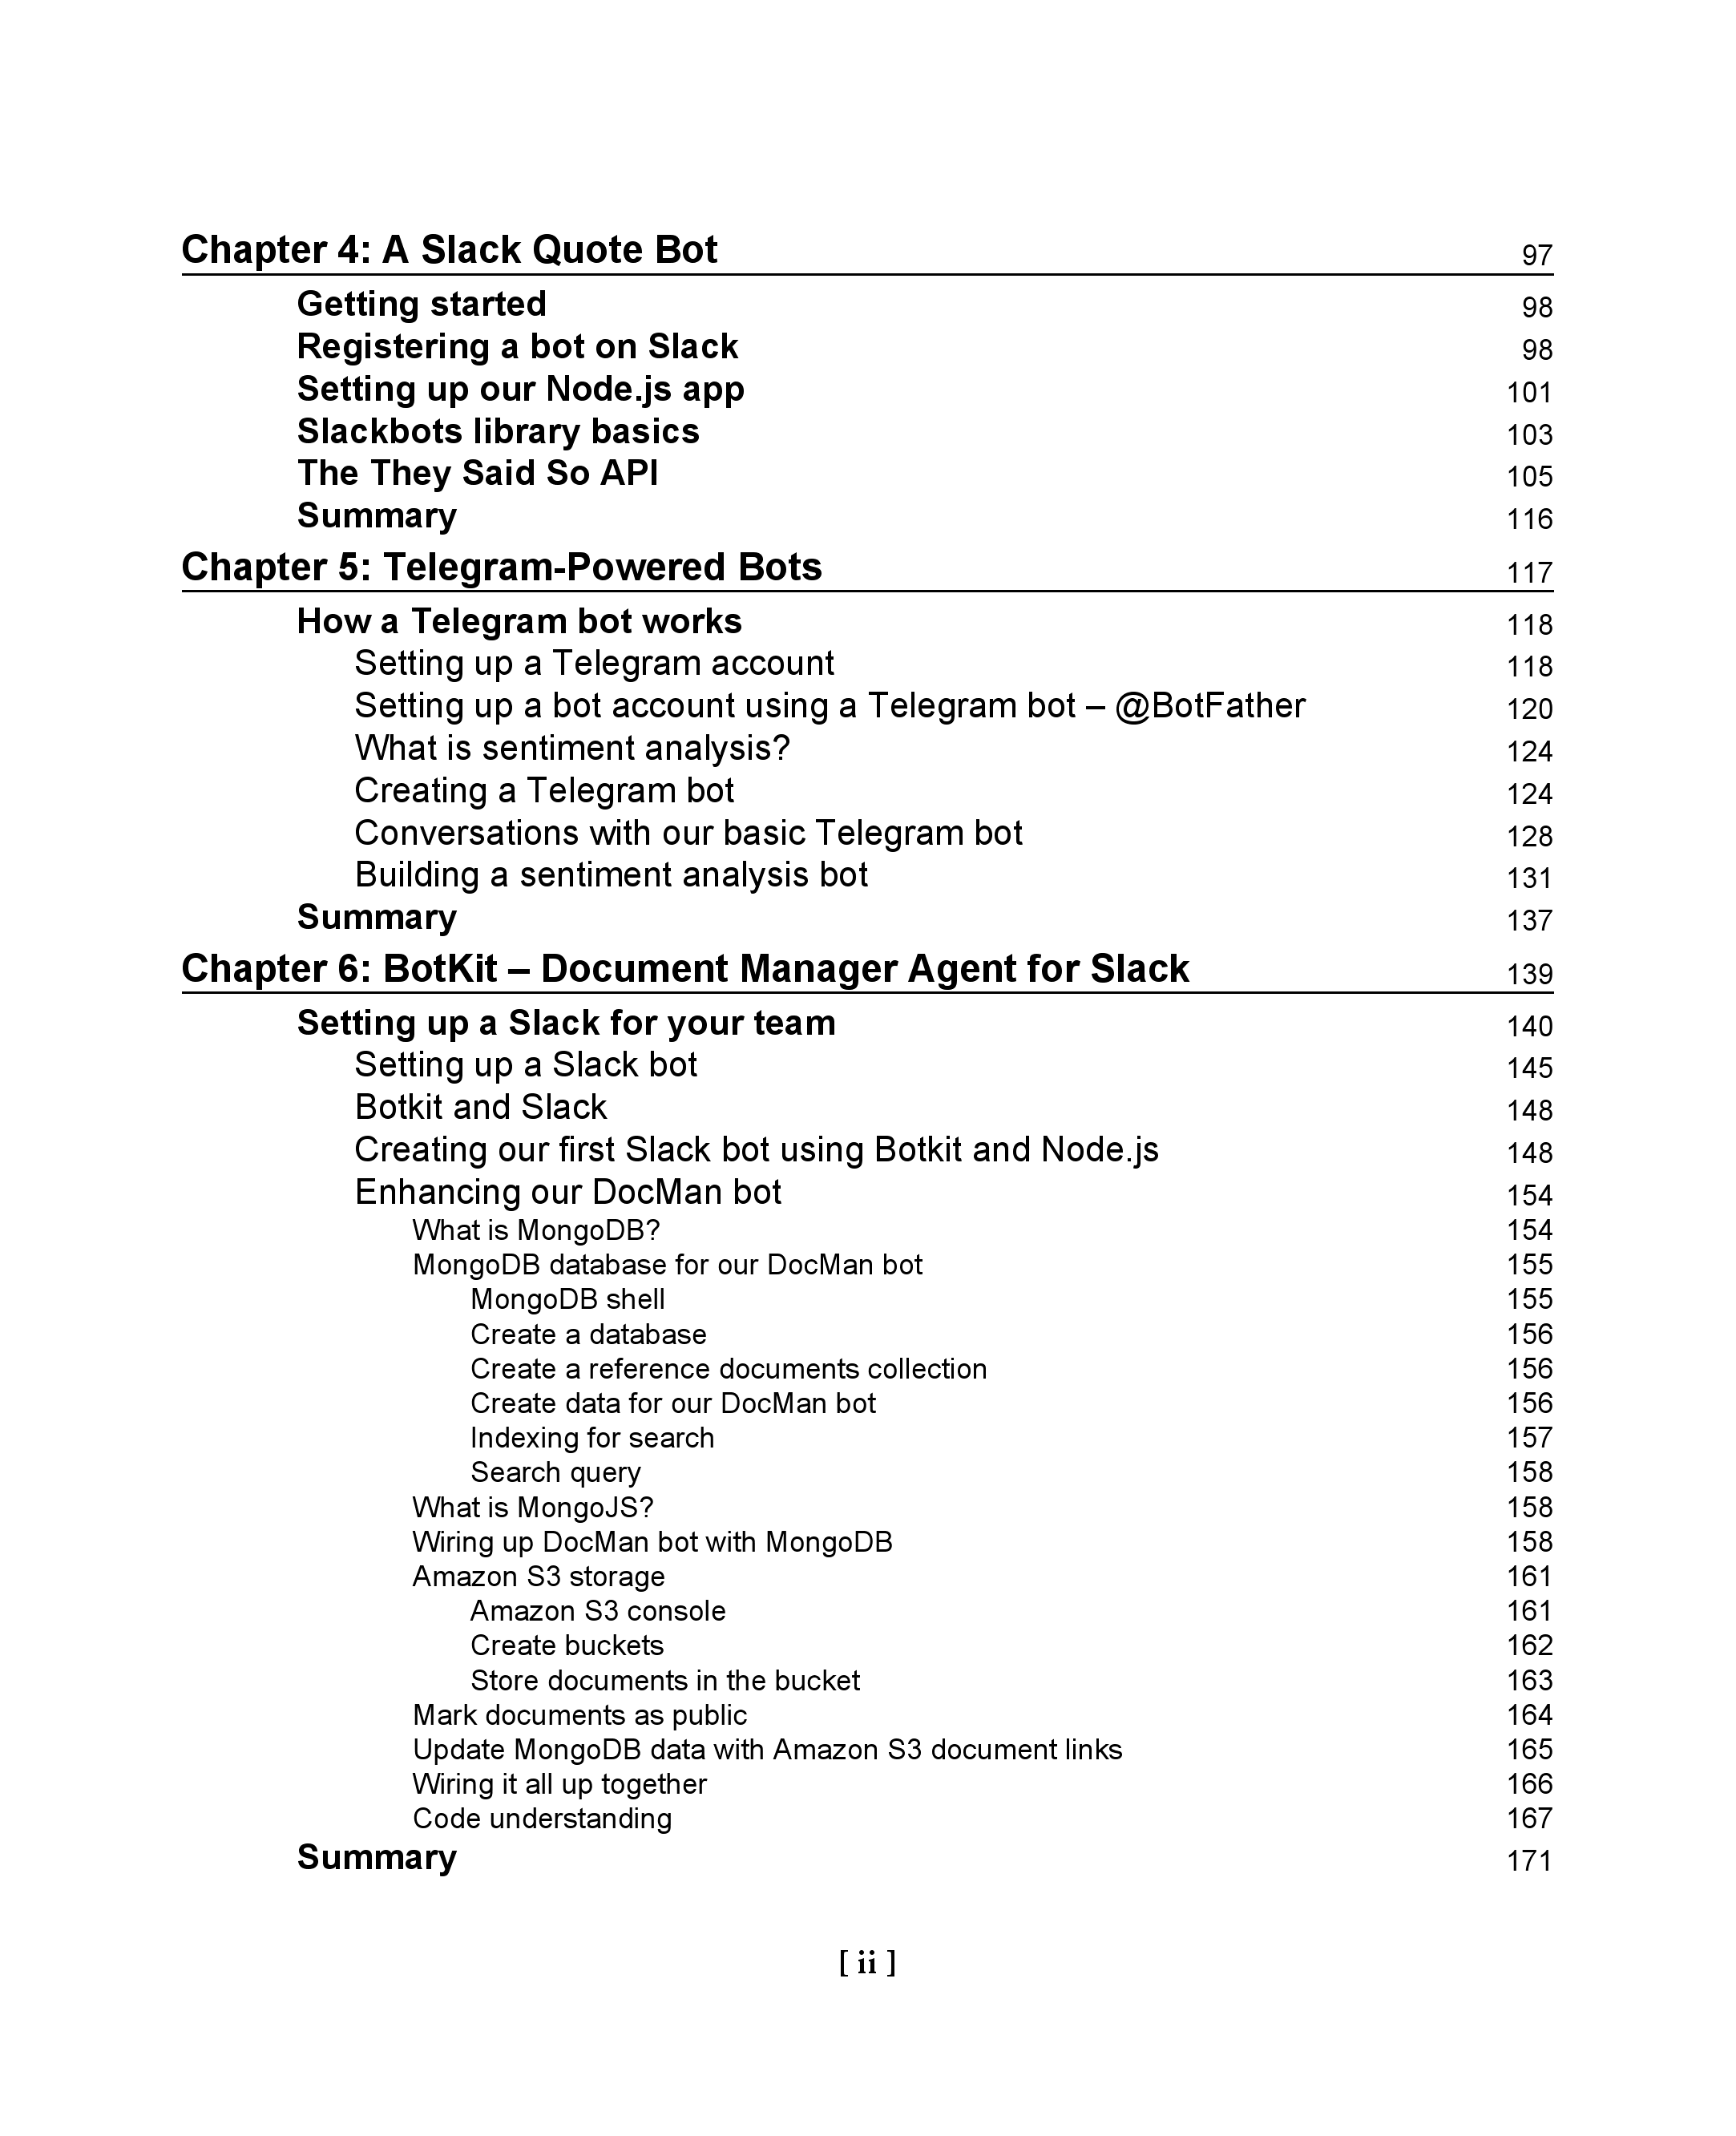 Chapter 4: A Slack Quote Bot 97
Getting started 98
Registering a bot on Slack 98
Setting up our Node.js app 101
Slackbots library basics 103
The They Said So API 105
Summary 116
Chapter 5: Telegram-Powered Bots 117
How a Telegram bot works 118
Setting up a Telegram account 118
Setting up a bot account using a Telegram bot – @BotFather 120
What is sentiment analysis? 124
Creating a Telegram bot 124
Conversations with our basic Telegram bot 128
Building a sentiment analysis bot 131
Summary 137
Chapter 6: BotKit – Document Manager Agent for Slack 139
Setting up a Slack for your team 140
Setting up a Slack bot 145
Botkit and Slack 148
Creating our first Slack bot using Botkit and Node.js 148
Enhancing our DocMan bot 154
What is MongoDB? 154
MongoDB database for our DocMan bot 155
MongoDB shell 155
Create a database 156
Create a reference documents collection 156
Create data for our DocMan bot 156
Indexing for search 157
Search query 158
What is MongoJS? 158
Wiring up DocMan bot with MongoDB 158
Amazon S3 storage 161
Amazon S3 console 161
Create buckets 162
Store documents in the bucket 163
Mark documents as public 164
Update MongoDB data with Amazon S3 document links 165
Wiring it all up together 166
Code understanding 167
Summary 171
[ ii ]